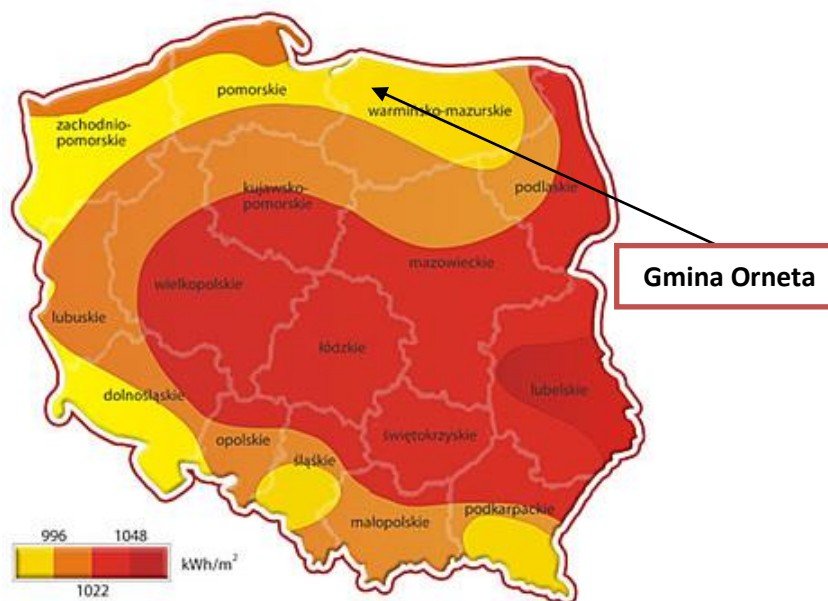 pomorskie
warmińsko-mazurskie
zachodnio-
pomorskie
podlaskie
kujawsko-
pomorskie
mazowieckie
Gmina Orneta
wielkopolskie
lubuskie
łódzkie
lubelskie
dolnośląskie
opolskie
świętokrzyskie
śląskie
podkarpackie
małopolskie
996 1048
kWh/m²
1022